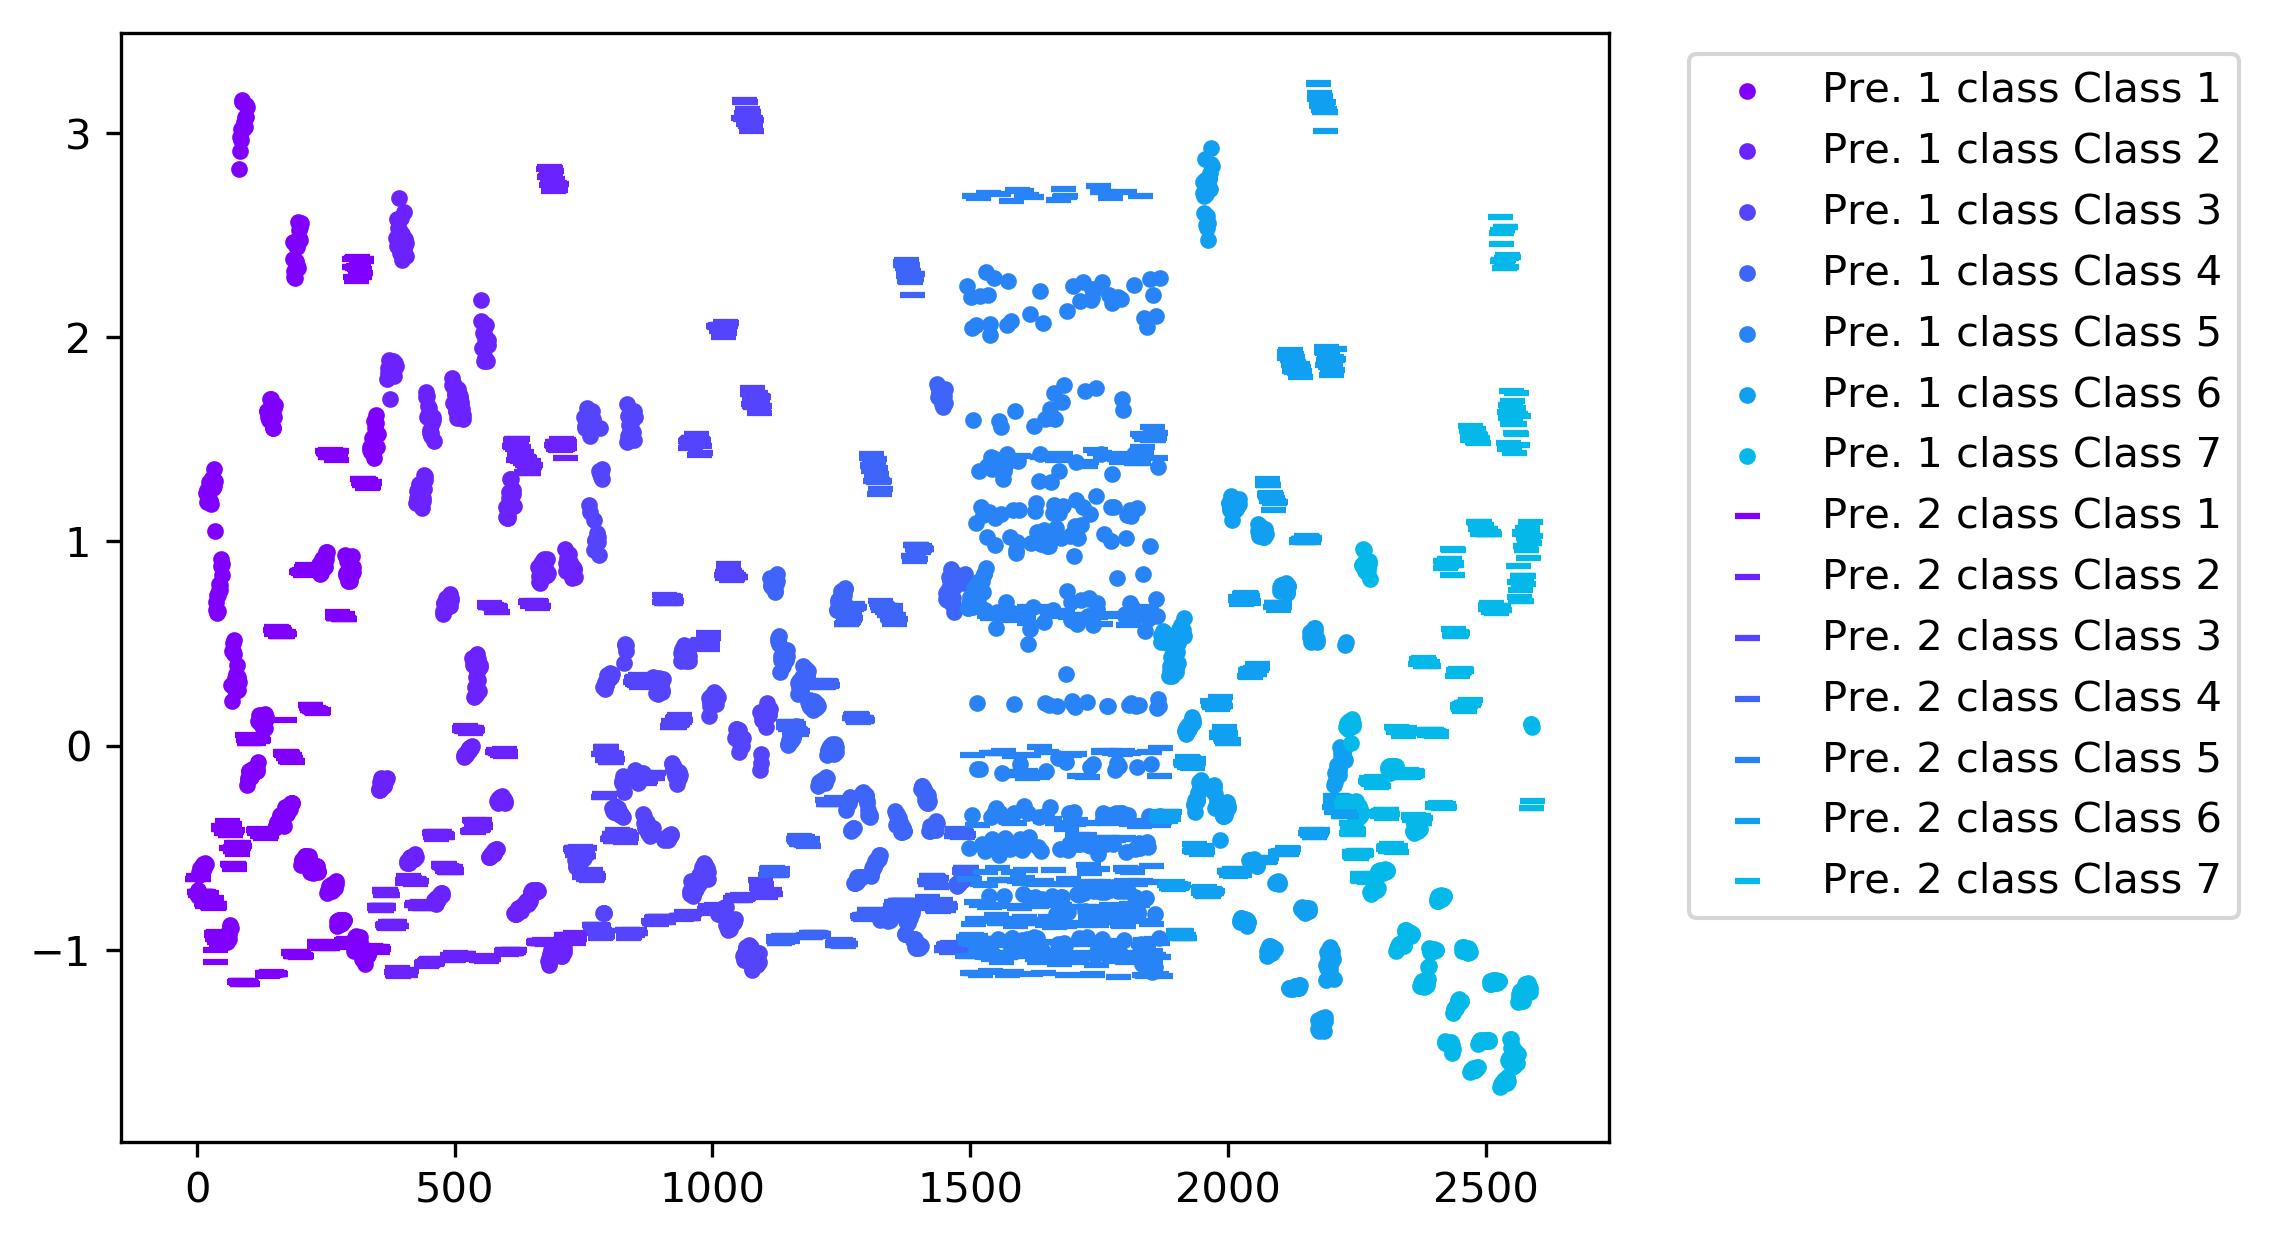 3
2
1
0
−1
0
500
1000
1500
2000
2500
Pre. 1 class Class 1
Pre. 1 class Class 2
Pre. 1 class Class 3
Pre. 1 class Class 4
Pre. 1 class Class 5
Pre. 1 class Class 6
Pre. 1 class Class 7
Pre. 2 class Class 1
Pre. 2 class Class 2
Pre. 2 class Class 3
Pre. 2 class Class 4
Pre. 2 class Class 5
Pre. 2 class Class 6
Pre. 2 class Class 7